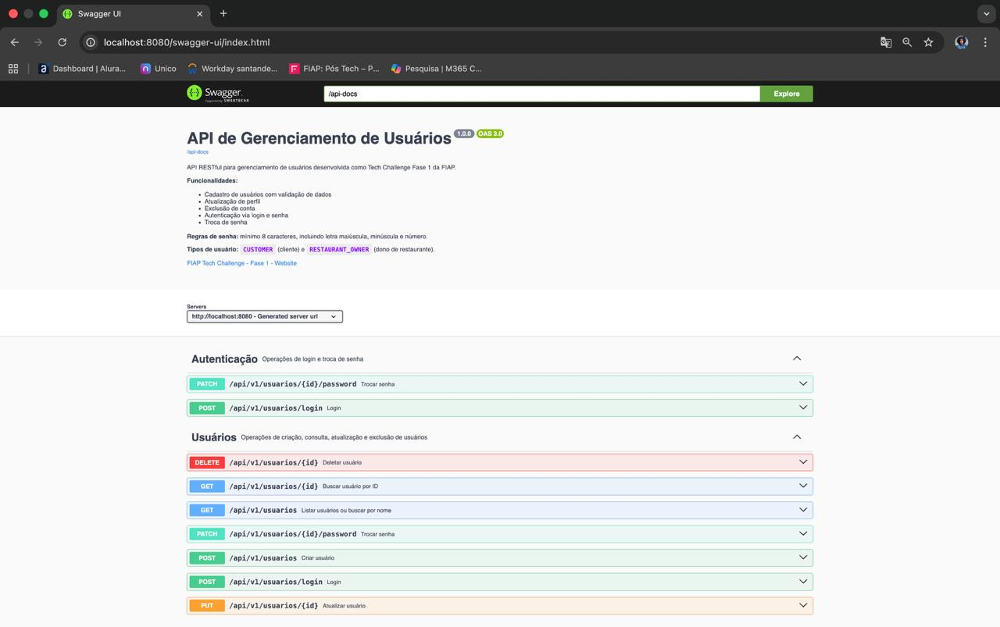 Swagger UI
localhost:8080/swagger-ui/index.html
Dashboard | Alura... Unico Workday santande... FIAP: Pós Tech – P... Pesquisa | M365 C...
Swagger. /api-docs Explore
Supported by SMARTBEAR
API de Gerenciamento de Usuários 1.0.0 OAS 3.0
/api-docs
API RESTful para gerenciamento de usuários desenvolvida como Tech Challenge Fase 1 da FIAP.
Funcionalidades:
• Cadastro de usuários com validação de dados
• Atualização de perfil
• Exclusão de conta
• Autenticação via login e senha
• Troca de senha
Regras de senha: mínimo 8 caracteres, incluindo letra maiúscula, minúscula e número.
Tipos de usuário: CUSTOMER (cliente) e RESTAURANT_OWNER (dono de restaurante).
FIAP Tech Challenge - Fase 1 - Website
Servers
http://localhost:8080 - Generated server url
Autenticação Operações de login e troca de senha
PATCH /api/v1/usuarios/{id}/password Trocar senha
POST /api/v1/usuarios/login Login
Usuários Operações de criação, consulta, atualização e exclusão de usuários
DELETE /api/v1/usuarios/{id} Deletar usuário
GET /api/v1/usuarios/{id} Buscar usuário por ID
GET /api/v1/usuarios Listar usuários ou buscar por nome
PATCH /api/v1/usuarios/{id}/password Trocar senha
POST /api/v1/usuarios Criar usuário
POST /api/v1/usuarios/login Login
PUT /api/v1/usuarios/{id} Atualizar usuário